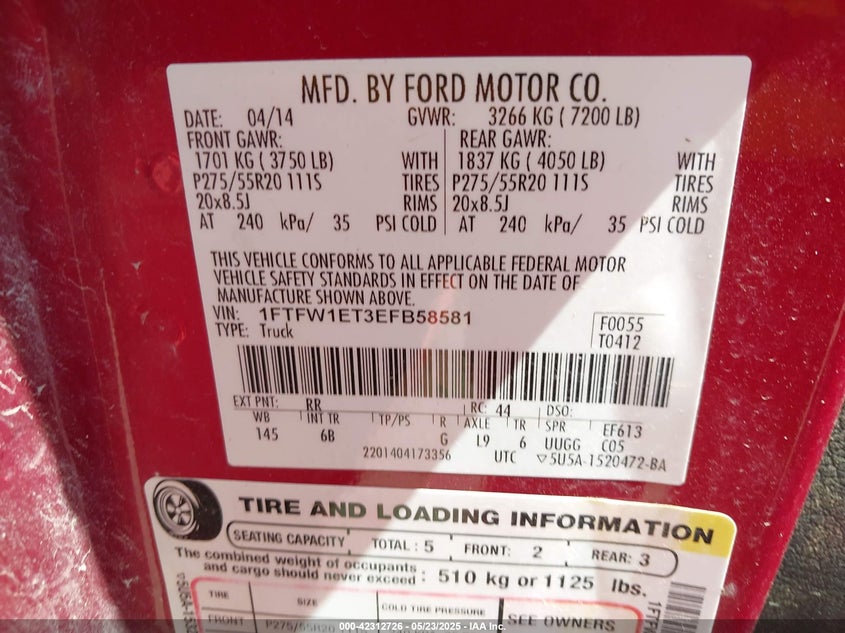 MFD. BY FORD MOTOR CO.
DATE: 04/14 GVWR: 3266 KG ( 7200 LB)
FRONT GAWR: REAR GAWR:
1701 KG ( 3750 LB) WITH 1837 KG ( 4050 LB) WITH
P275/55R20 111S TIRES P275/55R20 111S TIRES
20x8.5J RIMS 20x8.5J RIMS
AT 240 kPa/ 35 PSI COLD AT 240 kPa/ 35 PSI COLD
THIS VEHICLE CONFORMS TO ALL APPLICABLE FEDERAL MOTOR
VEHICLE SAFETY STANDARDS IN EFFECT ON THE DATE OF
MANUFACTURE SHOWN ABOVE.
VIN: 1FTFW1ET3EFB58581 F0055
TYPE: Truck T0412
EXT PNT: RR RC: 44 DSO:
WB INT TR TP/PS R AXLE TR SPR EF613
145 6B G L9 6 UUGG C05
2201404173356 UTC ▽5U5A-1520472-BA
TIRE AND LOADING INFORMATION
SEATING CAPACITY TOTAL : 5 FRONT: 2 REAR: 3
The combined weight of occupants
and cargo should never exceed : 510 kg or 1125 lbs.
TIRE SIZE COLD TIRE PRESSURE SEE OWNERS
FRONT P275/55R20
1FTF
000-42312726 - 05/23/2025 - IAA Inc.